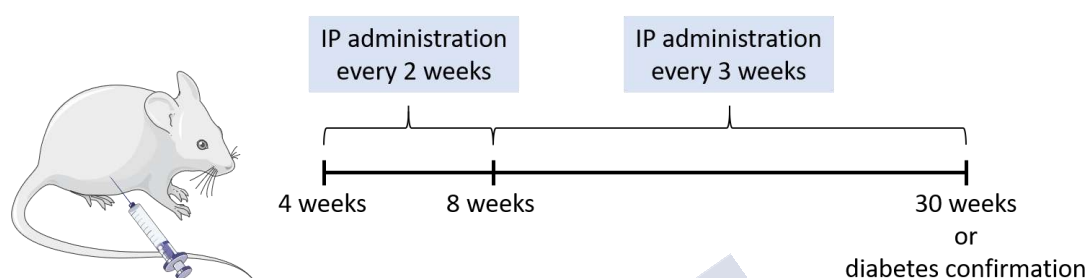 IP administration
every 2 weeks
IP administration
every 3 weeks
4 weeks
8 weeks
30 weeks
or
diabetes confirmation